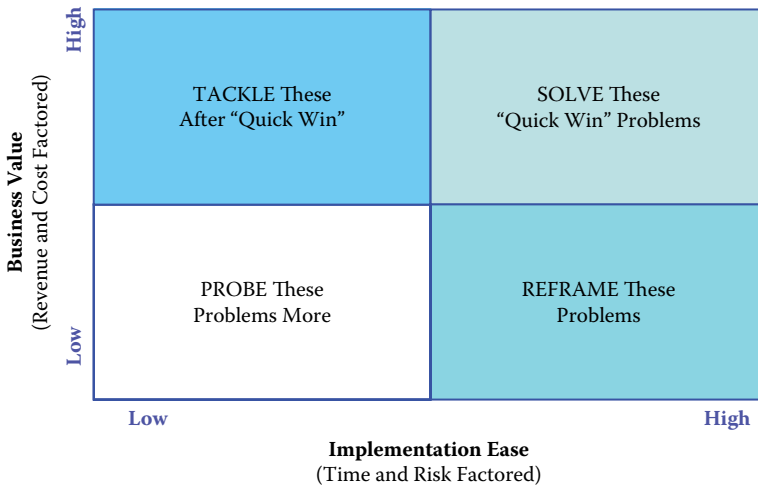 High
TACKLE These
After “Quick Win”
SOLVE These
“Quick Win” Problems
Business Value
(Revenue and Cost Factored)
PROBE These
Problems More
REFRAME These
Problems
Low
Low
High
Implementation Ease
(Time and Risk Factored)